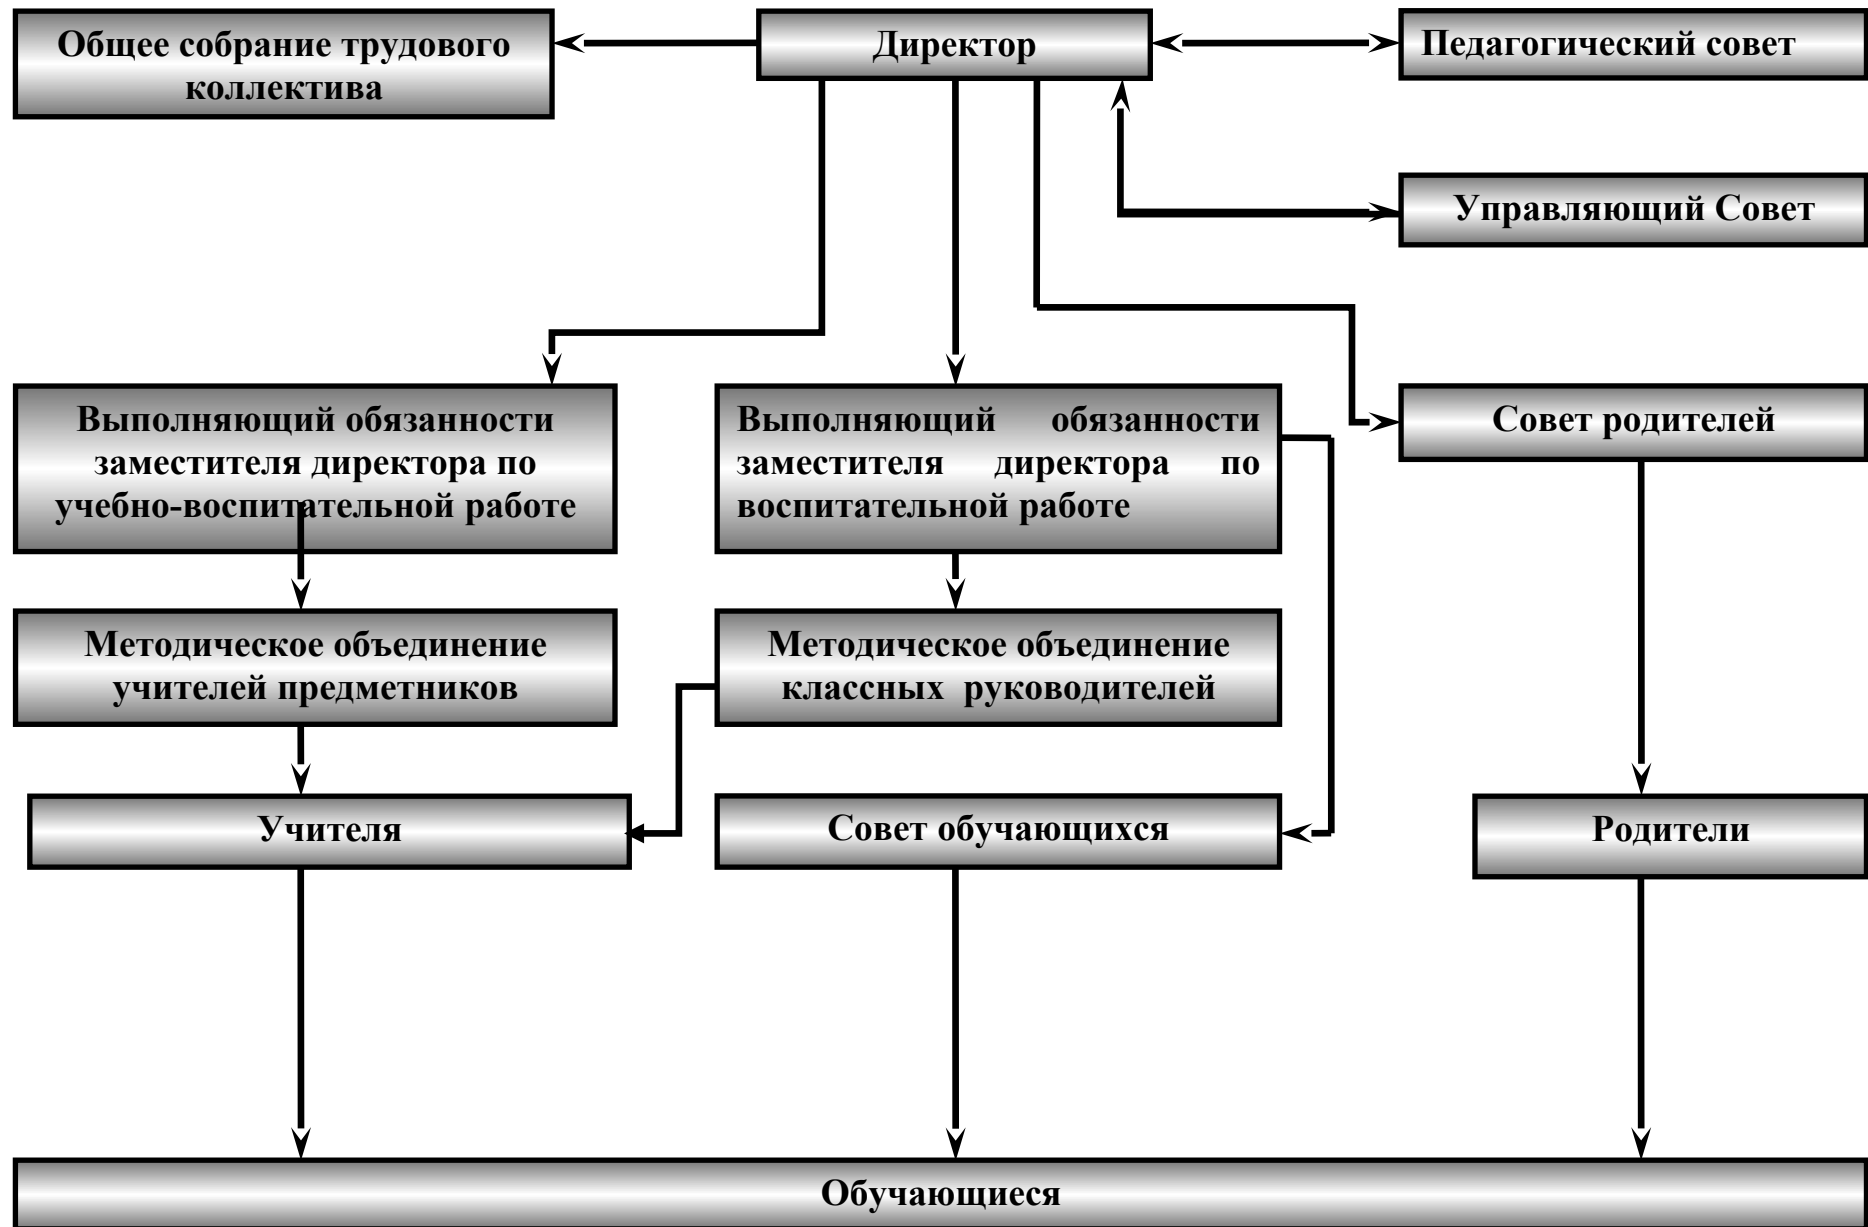 Общее собрание трудового
коллектива
Директор
Педагогический совет
Управляющий Совет
Выполняющий обязанности
заместителя директора по
учебно-воспитательной работе
Выполняющий обязанности
заместителя директора по
воспитательной работе
Совет родителей
Методическое объединение
учителей предметников
Методическое объединение
классных руководителей
Учителя
Совет обучающихся
Родители
Обучающиеся